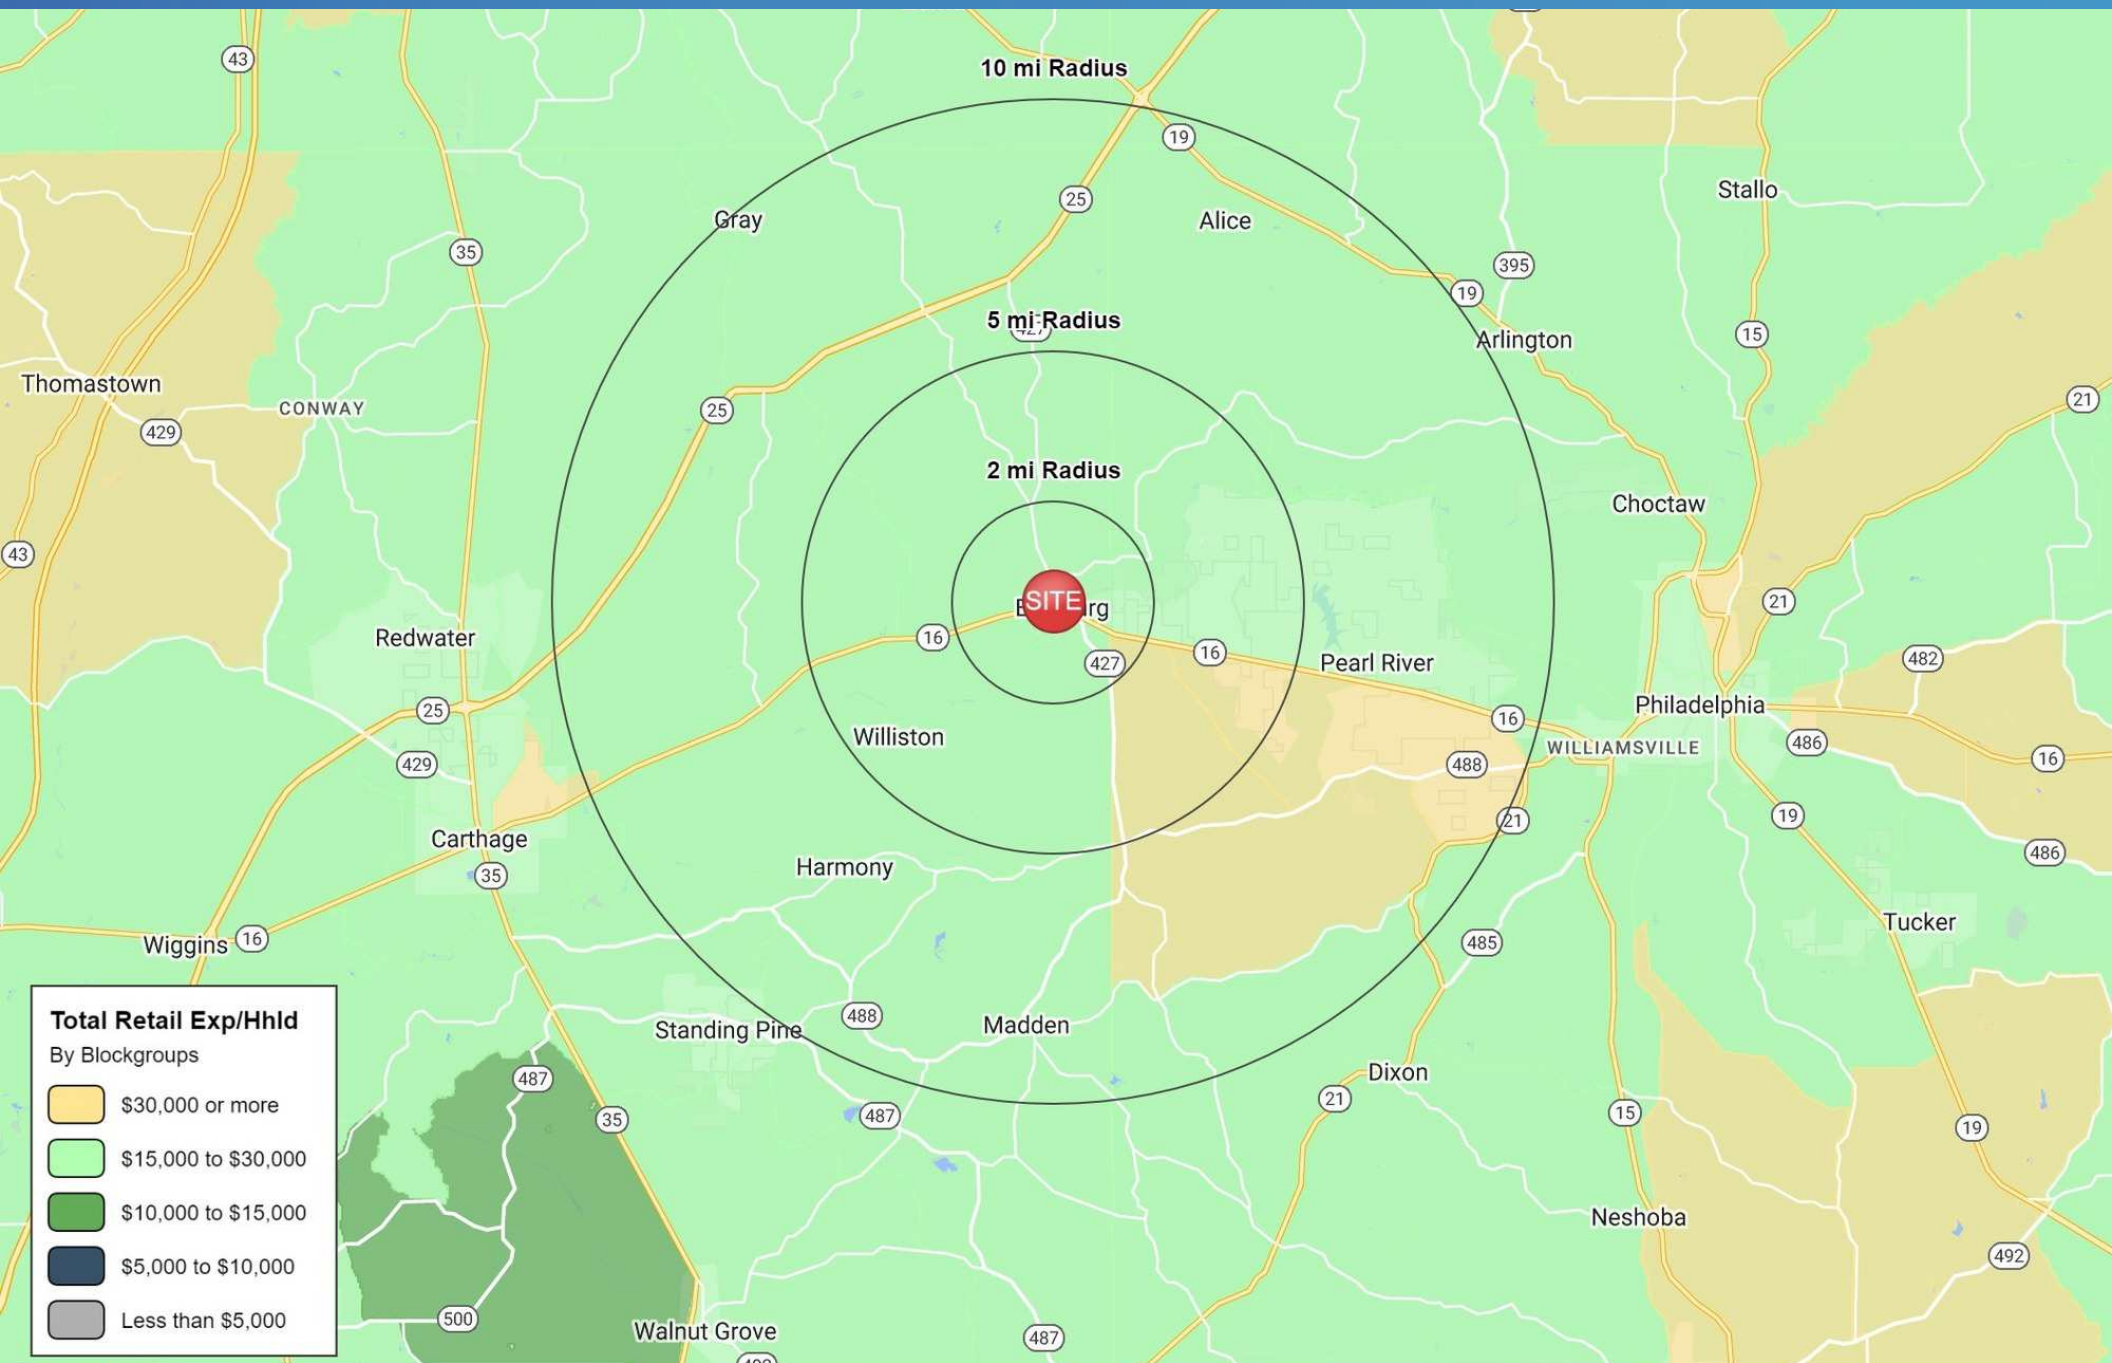 43
10 mi Radius
19
25
Gray
Alice
Stallo
35
395
19
5 mi Radius
427
Arlington
15
Thomastown
CONWAY
25
21
429
2 mi Radius
Choctaw
43
SITE
21
Redwater
16
427
16
Pearl River
482
25
Philadelphia
16
Williston
WILLIAMSVILLE
486
429
488
16
21
19
Carthage
486
35
Harmony
Tucker
Wiggins
16
485
488
Standing Pine
Madden
Dixon
487
21
35
487
15
19
Neshoba
492
500
Walnut Grove
487
Total Retail Exp/Hhld
By Blockgroups
$30,000 or more
$15,000 to $30,000
$10,000 to $15,000
$5,000 to $10,000
Less than $5,000